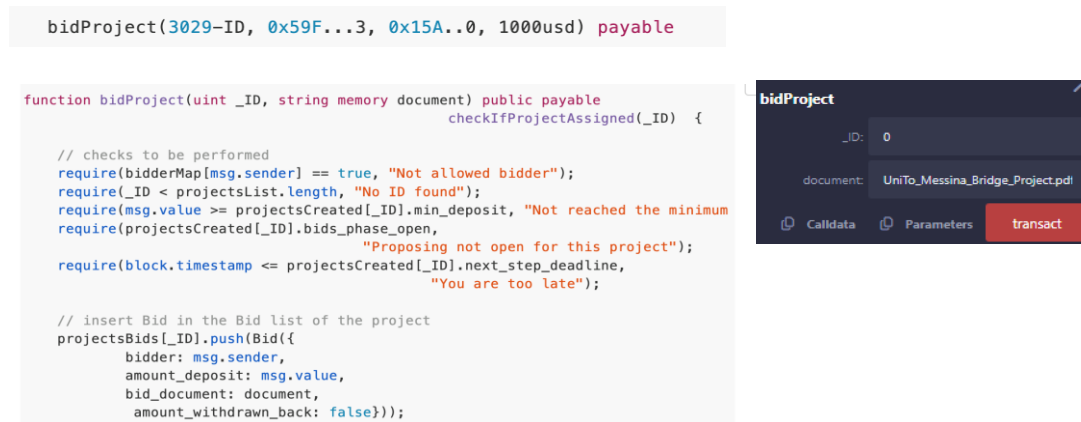 bidProject(3029-ID, 0x59F...3, 0x15A..0, 1000usd) payable
function bidProject(uint _ID, string memory document) public payable
checkIfProjectAssigned(_ID) {
// checks to be performed
require(bidderMap[msg.sender] == true, "Not allowed bidder");
require(_ID < projectsList.length, "No ID found");
require(msg.value >= projectsCreated[_ID].min_deposit, "Not reached the minimum
require(projectsCreated[_ID].bids_phase_open,
"Proposing not open for this project");
require(block.timestamp <= projectsCreated[_ID].next_step_deadline,
"You are too late");
// insert Bid in the Bid list of the project
projectsBids[_ID].push(Bid({
bidder: msg.sender,
amount_deposit: msg.value,
bid_document: document,
amount_withdrawn_back: false}));
bidProject
_ID: 0
document: UniTo_Messina_Bridge_Project.pdf
Calldata Parameters transact